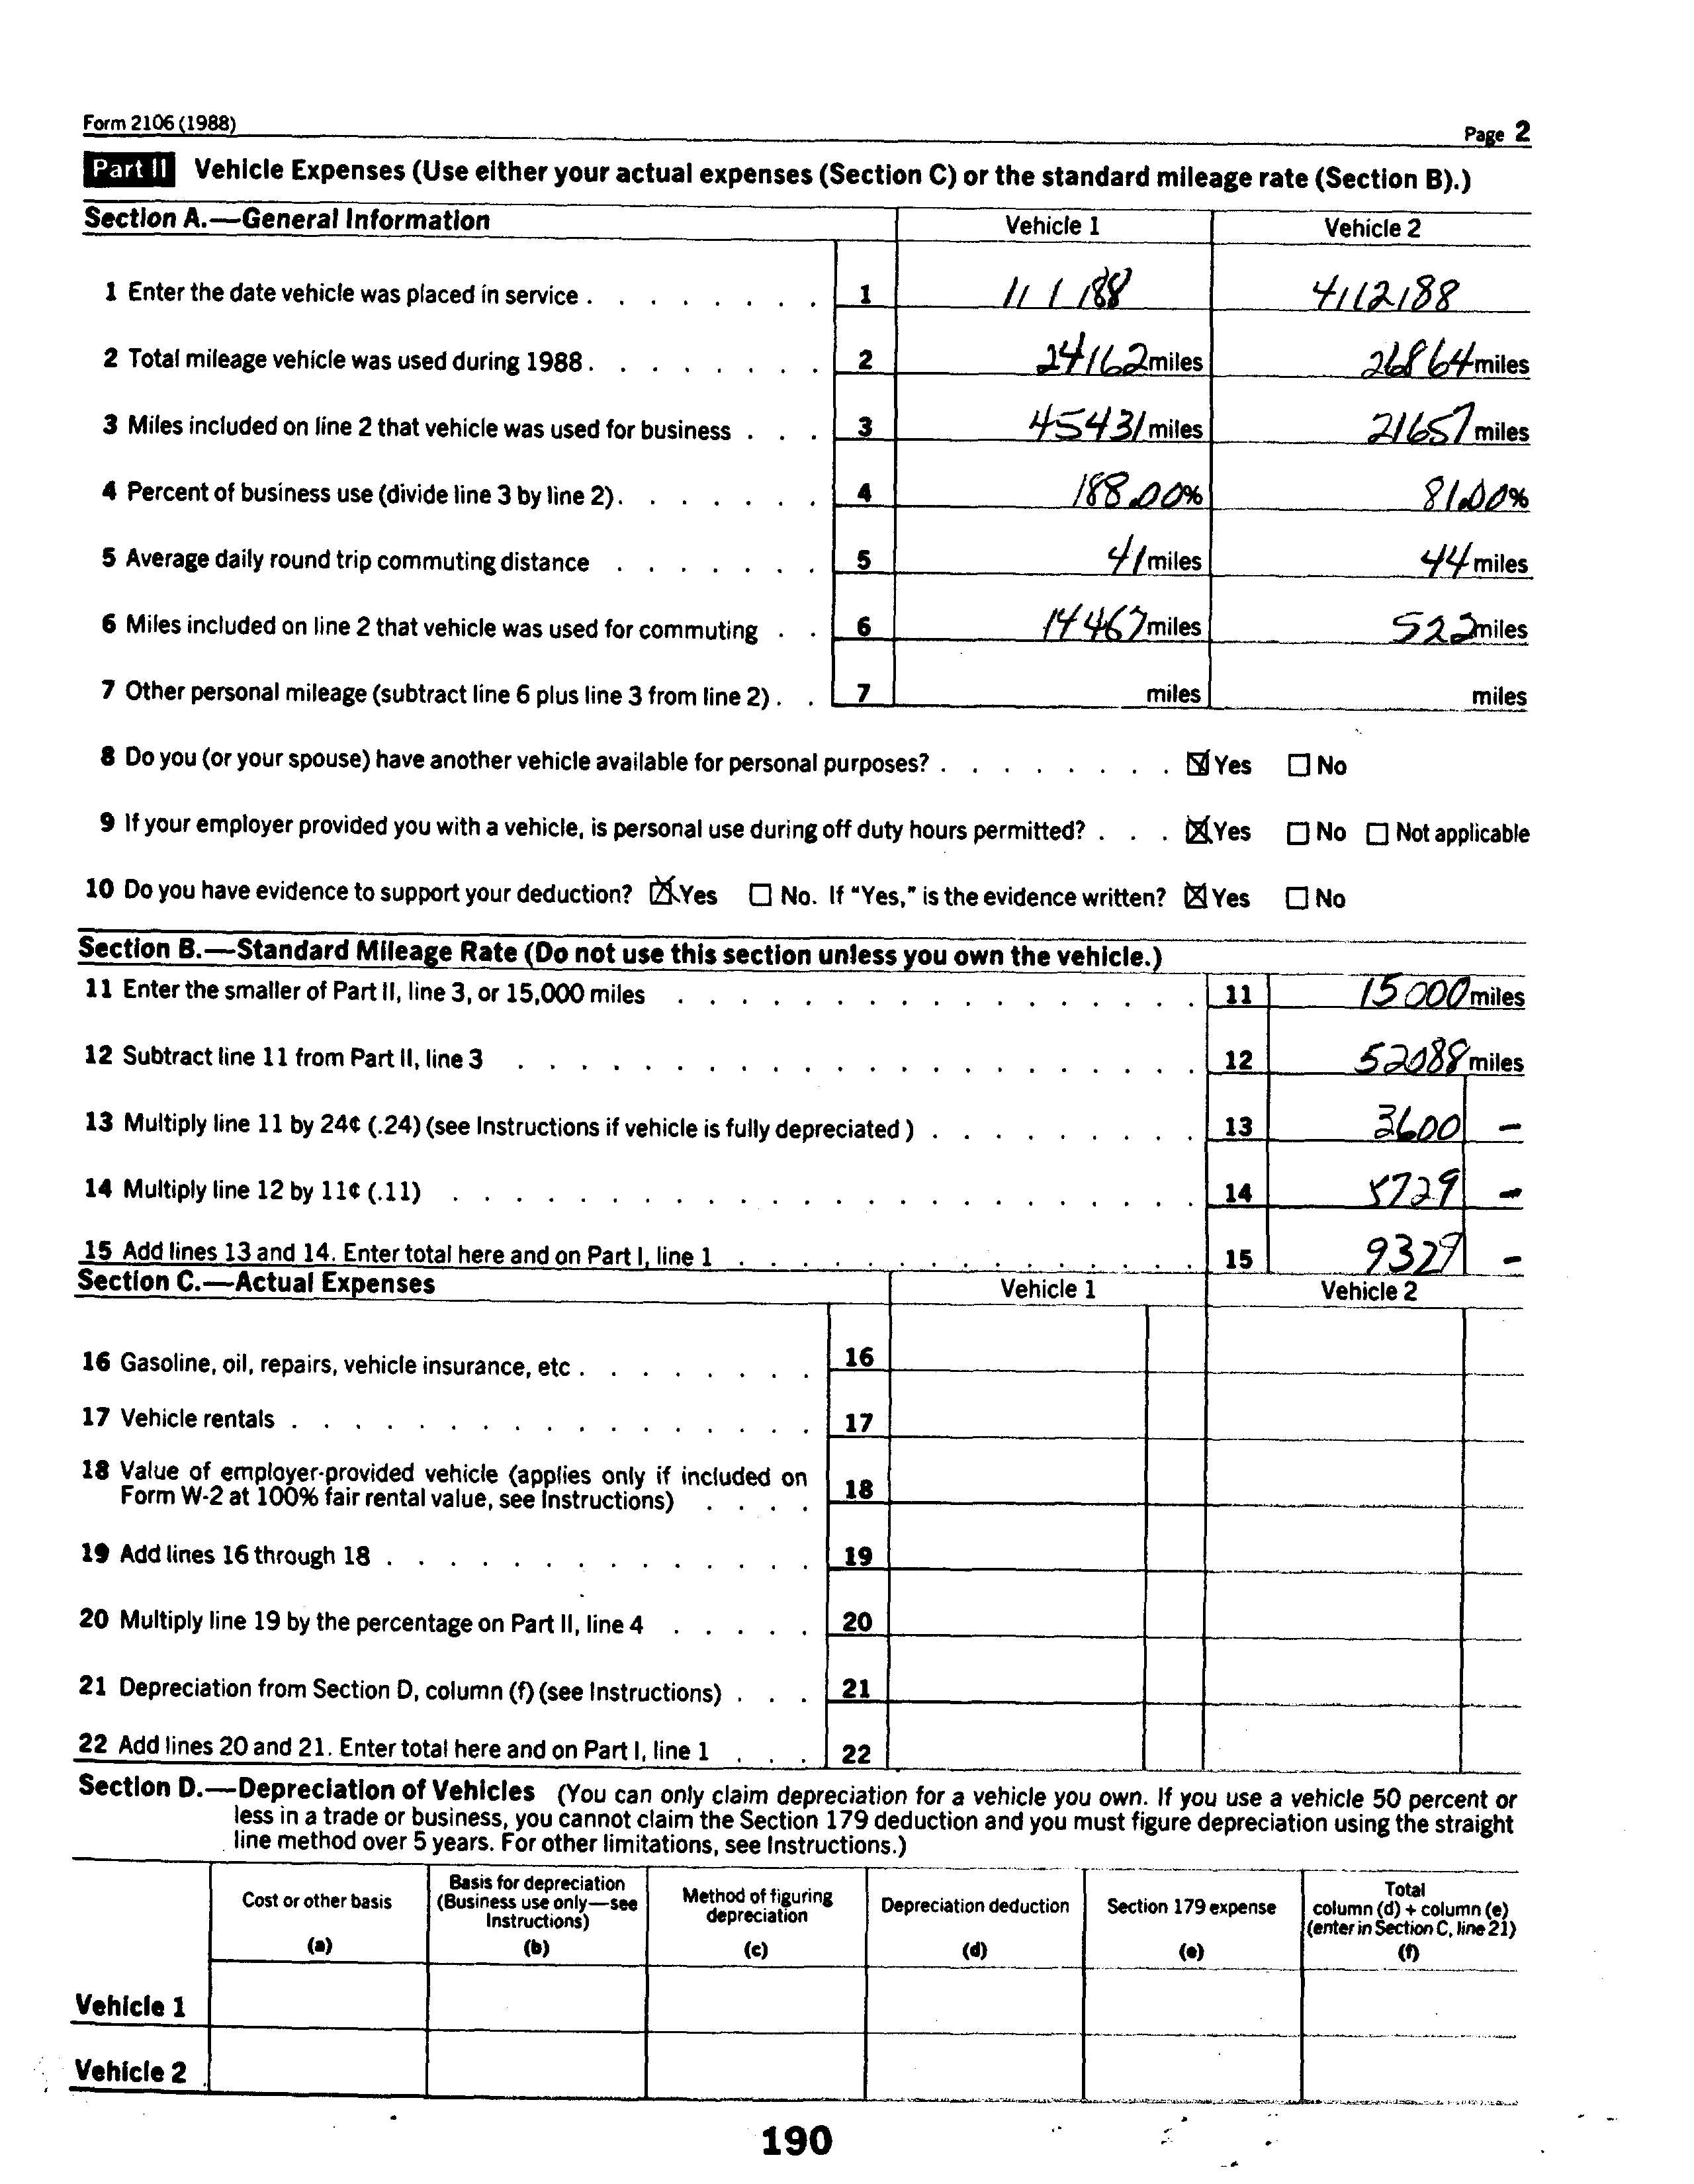 Form 2106 (1988) Page 2
Part II Vehicle Expenses (Use either your actual expenses (Section C) or the standard mileage rate (Section B).)
Section A.—General Information Vehicle 1 Vehicle 2
1 Enter the date vehicle was placed in service . . . . . . . . 1 11 1 188 4112188
2 Total mileage vehicle was used during 1988 . . . . . . . . 2 24162 miles 26864 miles
3 Miles included on line 2 that vehicle was used for business . . . 3 45431 miles 21657 miles
4 Percent of business use (divide line 3 by line 2) . . . . . . . 4 188.00% 81.00%
5 Average daily round trip commuting distance . . . . . . . 5 41 miles 44 miles
6 Miles included on line 2 that vehicle was used for commuting . . 6 14467 miles 522 miles
7 Other personal mileage (subtract line 6 plus line 3 from line 2) . . 7 miles miles
8 Do you (or your spouse) have another vehicle available for personal purposes? . . . . . . . . ☒ Yes ☐ No
9 If your employer provided you with a vehicle, is personal use during off duty hours permitted? . . . ☒ Yes ☐ No ☐ Not applicable
10 Do you have evidence to support your deduction? ☒ Yes ☐ No. If "Yes," is the evidence written? ☒ Yes ☐ No
Section B.—Standard Mileage Rate (Do not use this section unless you own the vehicle.)
11 Enter the smaller of Part II, line 3, or 15,000 miles . . . . . . . . . . . . . . . . . 11 15000 miles
12 Subtract line 11 from Part II, line 3 . . . . . . . . . . . . . . . . . . . . . . 12 52088 miles
13 Multiply line 11 by 24¢ (.24) (see Instructions if vehicle is fully depreciated) . . . . . . . . . 13 3600 –
14 Multiply line 12 by 11¢ (.11) . . . . . . . . . . . . . . . . . . . . . . . . 14 5729 –
15 Add lines 13 and 14. Enter total here and on Part I, line 1 . . . . . . . . . . . . . . . 15 9329 –
Section C.—Actual Expenses Vehicle 1 Vehicle 2
16 Gasoline, oil, repairs, vehicle insurance, etc . . . . . . . . 16
17 Vehicle rentals . . . . . . . . . . . . . . . . . 17
18 Value of employer-provided vehicle (applies only if included on
Form W-2 at 100% fair rental value, see Instructions) . . . . 18
19 Add lines 16 through 18 . . . . . . . . . . . . . . 19
20 Multiply line 19 by the percentage on Part II, line 4 . . . . . 20
21 Depreciation from Section D, column (f) (see Instructions) . . . 21
22 Add lines 20 and 21. Enter total here and on Part I, line 1 . . . 22
Section D.—Depreciation of Vehicles (You can only claim depreciation for a vehicle you own. If you use a vehicle 50 percent or
less in a trade or business, you cannot claim the Section 179 deduction and you must figure depreciation using the straight
line method over 5 years. For other limitations, see Instructions.)
Cost or other basis
(a)
Basis for depreciation
(Business use only—see
Instructions)
(b)
Method of figuring
depreciation
(c)
Depreciation deduction
(d)
Section 179 expense
(e)
Total
column (d) + column (e)
(enter in Section C, line 21)
(f)
Vehicle 1
Vehicle 2
190